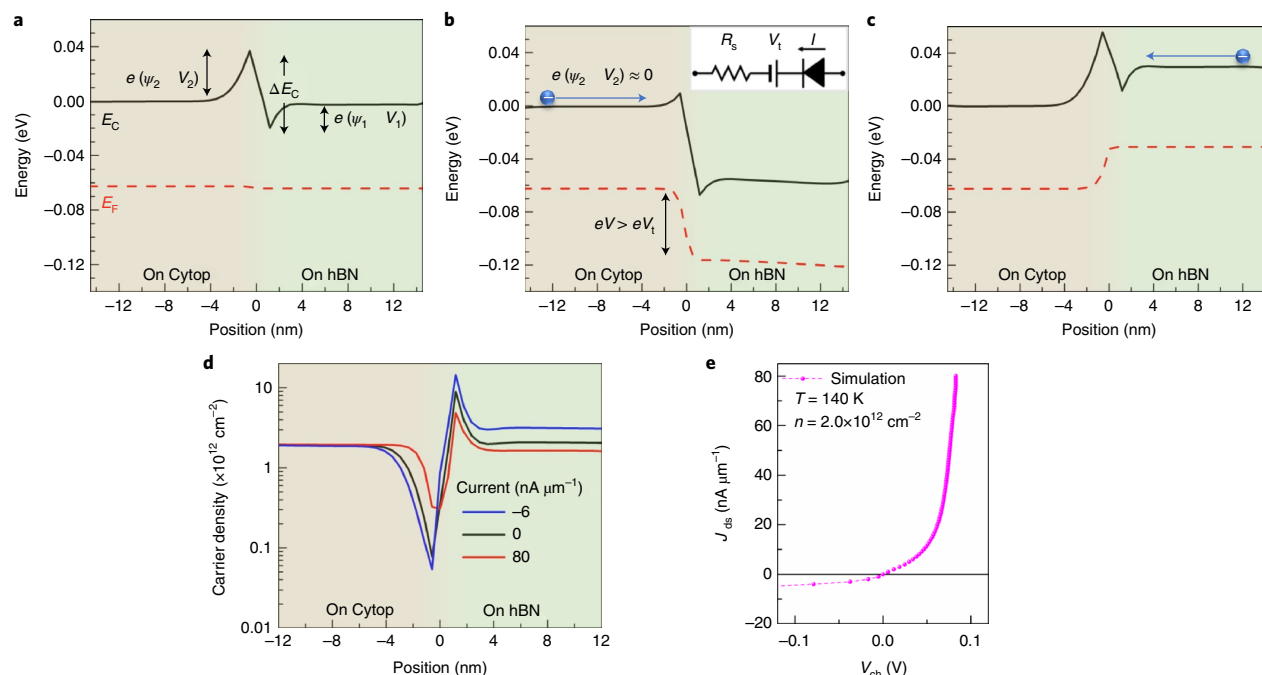 a
0.04
0.00
−0.04
−0.08
−0.12
Energy (eV)
e (ψ2 V2)
ΔEC
EC
e (ψ1 V1)
EF
On Cytop
On hBN
−12 −8 −4 0 4 8 12
Position (nm)
b
0.04
0.00
−0.04
−0.08
−0.12
Energy (eV)
Rs Vt I
e (ψ2 V2) ≈ 0
eV > eVt
On Cytop
On hBN
−12 −8 −4 0 4 8 12
Position (nm)
c
0.04
0.00
−0.04
−0.08
−0.12
Energy (eV)
On Cytop
On hBN
−12 −8 −4 0 4 8 12
Position (nm)
d
10
1
0.1
0.01
Carrier density (×10¹² cm⁻²)
Current (nA μm⁻¹)
−6
0
80
On Cytop
On hBN
−12 −8 −4 0 4 8 12
Position (nm)
e
80
60
40
20
0
−20
Jds (nA μm⁻¹)
Simulation
T = 140 K
n = 2.0×10¹² cm⁻²
−0.1 0.0 0.1
Vch (V)